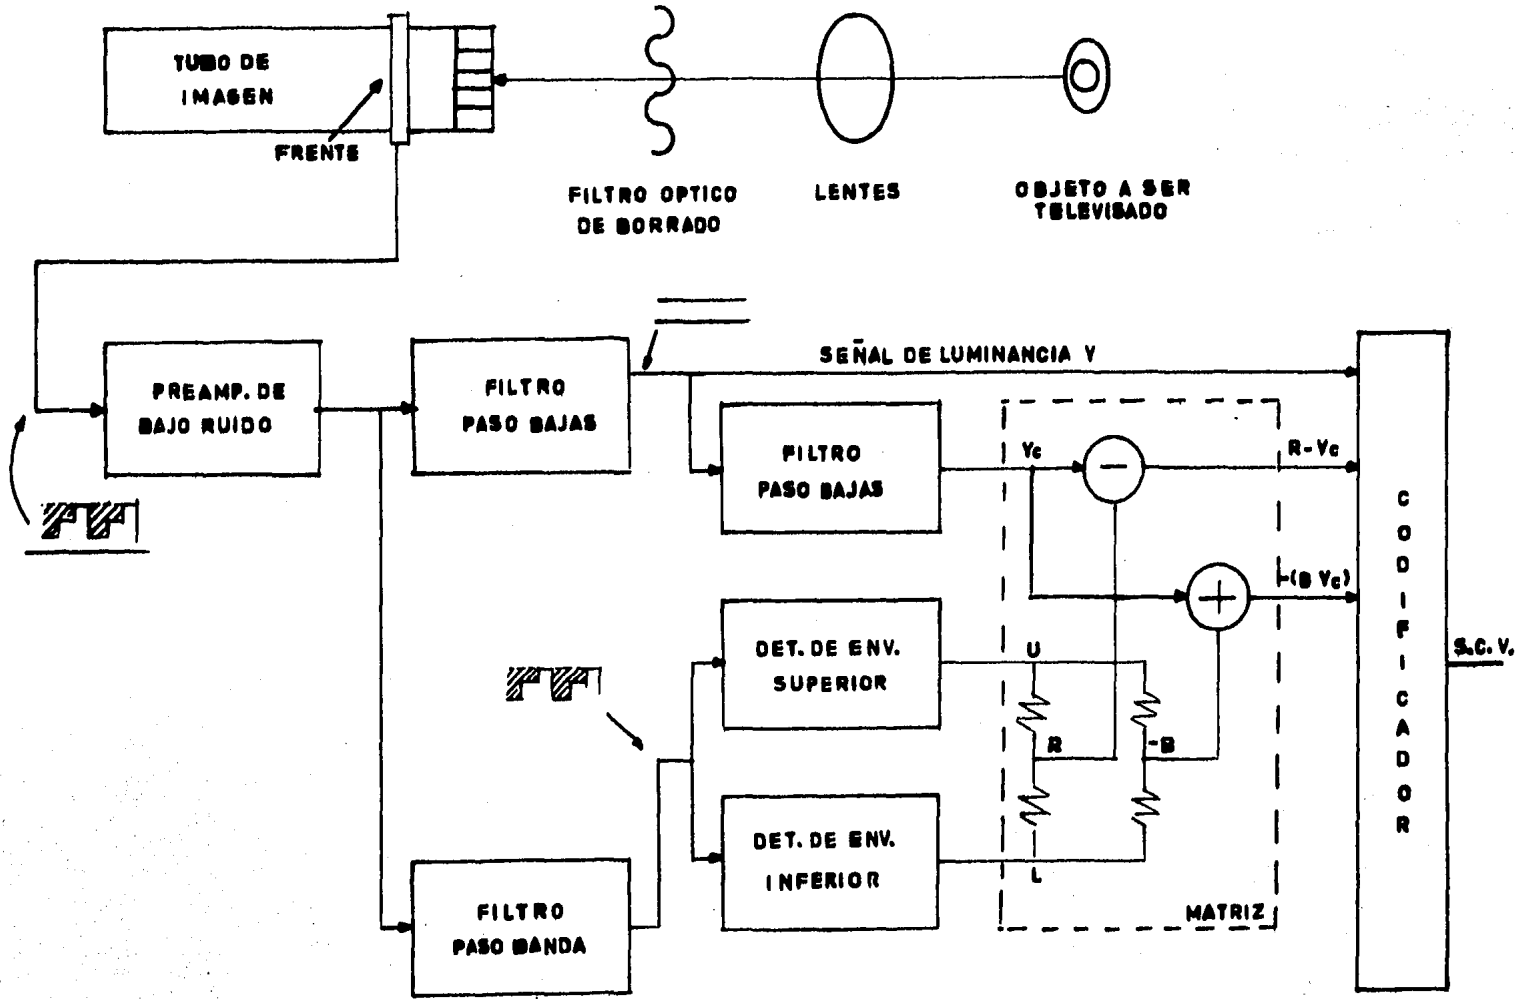 TUBO DE
IMAGEN
FRENTE
FILTRO OPTICO
DE BORRADO
LENTES
OBJETO A SER
TELEVISADO
PREAMP. DE
BAJO RUIDO
FILTRO
PASO BAJAS
SEÑAL DE LUMINANCIA Y
FILTRO
PASO BAJAS
Yc
R-Yc
-(B Yc)
DET. DE ENV.
SUPERIOR
U
R
-B
DET. DE ENV.
INFERIOR
L
MATRIZ
FILTRO
PASO BANDA
CODIFICADOR
S.C.V.